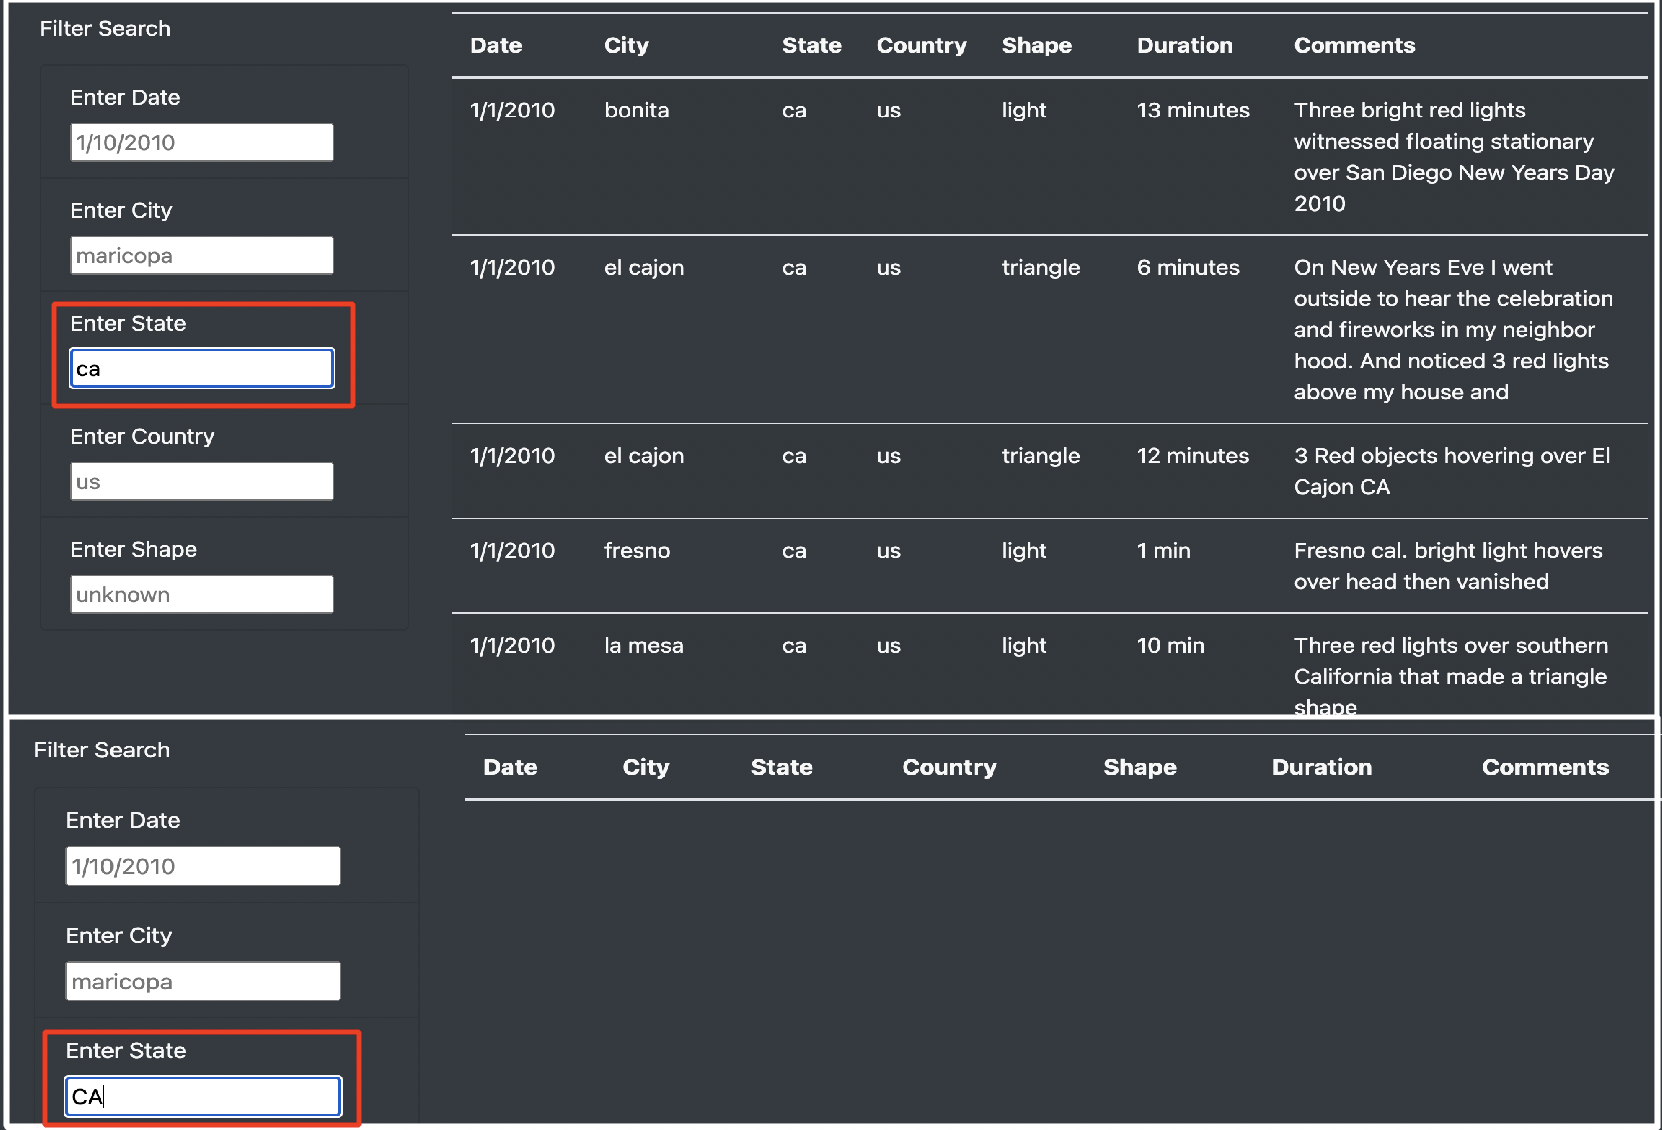 Filter Search
Enter Date
1/10/2010
Enter City
maricopa
Enter State
ca
Enter Country
us
Enter Shape
unknown
Date City State Country Shape Duration Comments
1/1/2010 bonita ca us light 13 minutes Three bright red lights
witnessed floating stationary
over San Diego New Years Day
2010
1/1/2010 el cajon ca us triangle 6 minutes On New Years Eve I went
outside to hear the celebration
and fireworks in my neighbor
hood. And noticed 3 red lights
above my house and
1/1/2010 el cajon ca us triangle 12 minutes 3 Red objects hovering over El
Cajon CA
1/1/2010 fresno ca us light 1 min Fresno cal. bright light hovers
over head then vanished
1/1/2010 la mesa ca us light 10 min Three red lights over southern
California that made a triangle
shape
Filter Search
Enter Date
1/10/2010
Enter City
maricopa
Enter State
CA
Date City State Country Shape Duration Comments